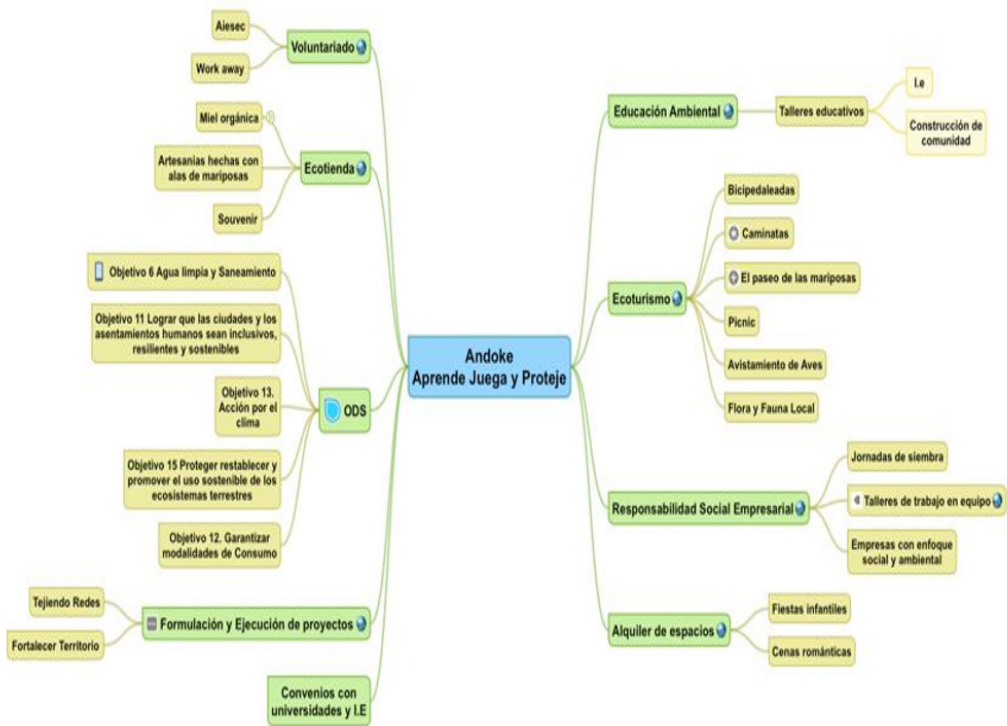 Aiesec
Work away
Voluntariado
Miel orgánica
Artesanias hechas con
alas de mariposas
Souvenir
Ecotienda
Objetivo 6 Agua limpia y Saneamiento
Objetivo 11 Lograr que las ciudades y los
asentamientos humanos sean inclusivos,
resilientes y sostenibles
Objetivo 13.
Acción por el
clima
Objetivo 15 Proteger restablecer y
promover el uso sostenible de los
ecosistemas terrestres
Objetivo 12. Garantizar
modalidades de Consumo
ODS
Tejiendo Redes
Fortalecer Territorio
Formulación y Ejecución de proyectos
Convenios con
universidades y I.E
Andoke
Aprende Juega y Proteje
Educación Ambiental
Talleres educativos
I.e
Construcción de
comunidad
Ecoturismo
Bicipedaleadas
Caminatas
El paseo de las mariposas
Picnic
Avistamiento de Aves
Flora y Fauna Local
Responsabilidad Social Empresarial
Jornadas de siembra
Talleres de trabajo en equipo
Empresas con enfoque
social y ambiental
Alquiler de espacios
Fiestas infantiles
Cenas románticas